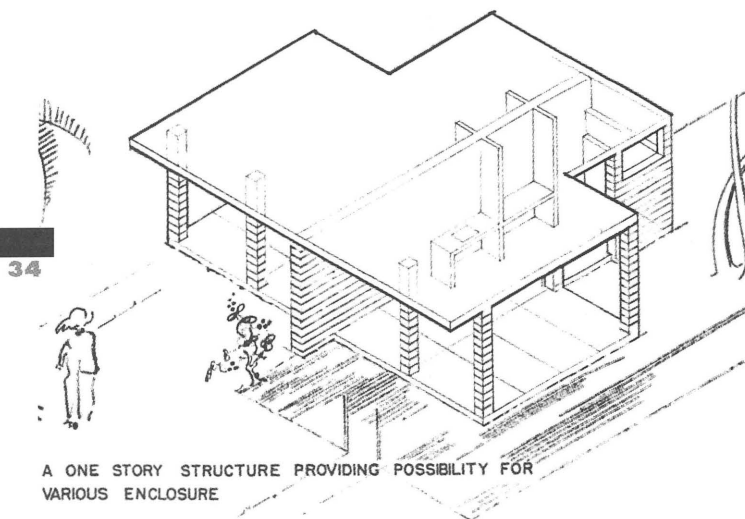 34
A ONE STORY STRUCTURE PROVIDING POSSIBILITY FOR
VARIOUS ENCLOSURE